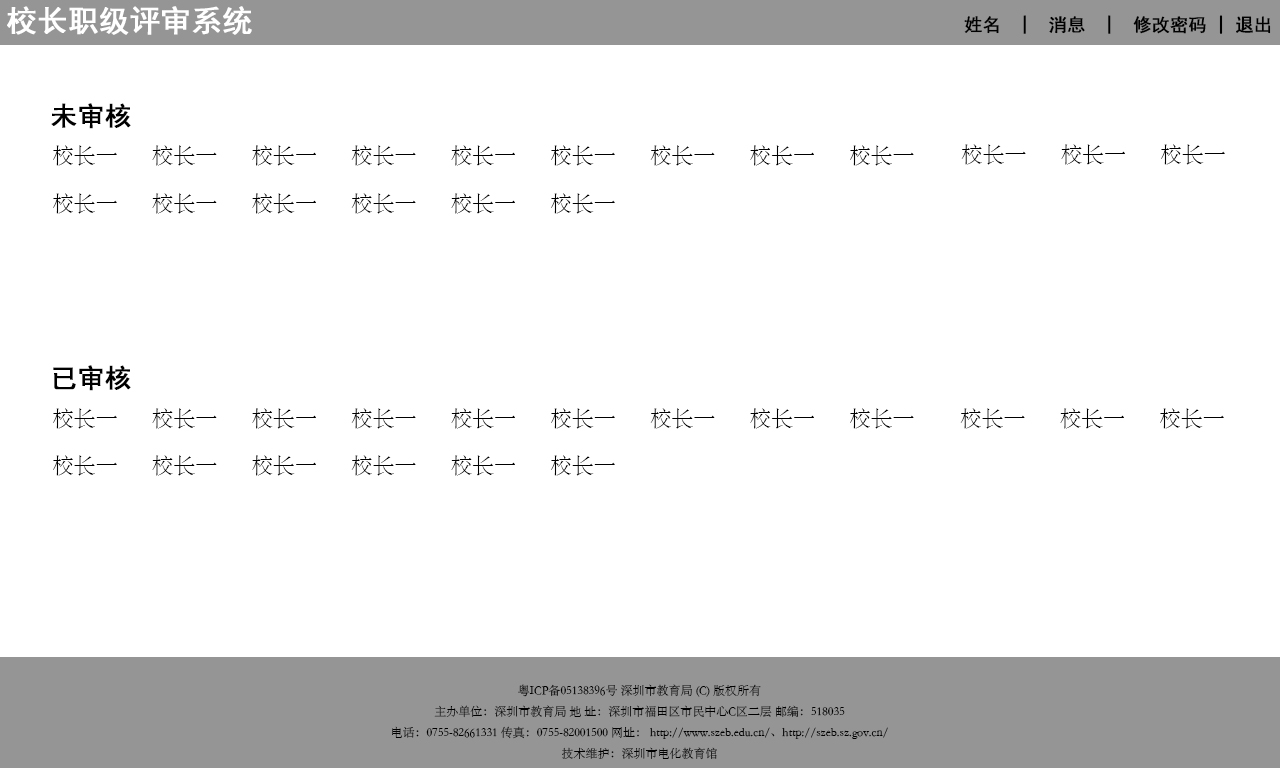 校长职级评审系统 姓名 | 消息 | 修改密码 | 退出
未审核
校长一 校长一 校长一 校长一 校长一 校长一 校长一 校长一 校长一 校长一 校长一 校长一
校长一 校长一 校长一 校长一 校长一 校长一
已审核
校长一 校长一 校长一 校长一 校长一 校长一 校长一 校长一 校长一 校长一 校长一 校长一
校长一 校长一 校长一 校长一 校长一 校长一
粤ICP备05138396号 深圳市教育局 (C) 版权所有
主办单位：深圳市教育局 地 址：深圳市福田区市民中心C区二层 邮编：518035
电话：0755-82661331 传真：0755-82001500 网址： http://www.szeb.edu.cn/、http://szeb.sz.gov.cn/
技术维护：深圳市电化教育馆